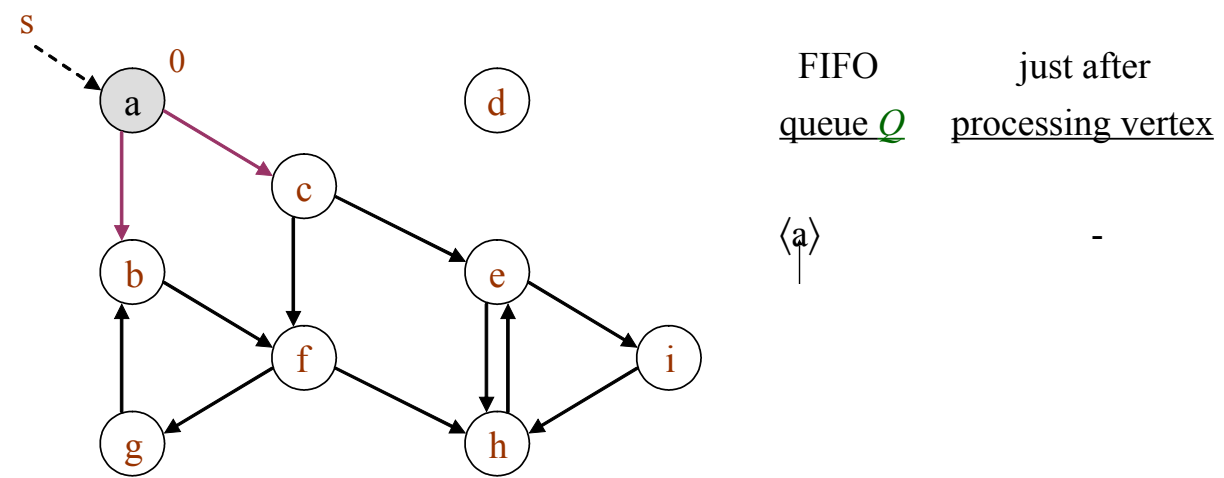 s
0
a
d
c
b
e
f
i
g
h
FIFO just after
queue Q processing vertex
⟨a⟩ -